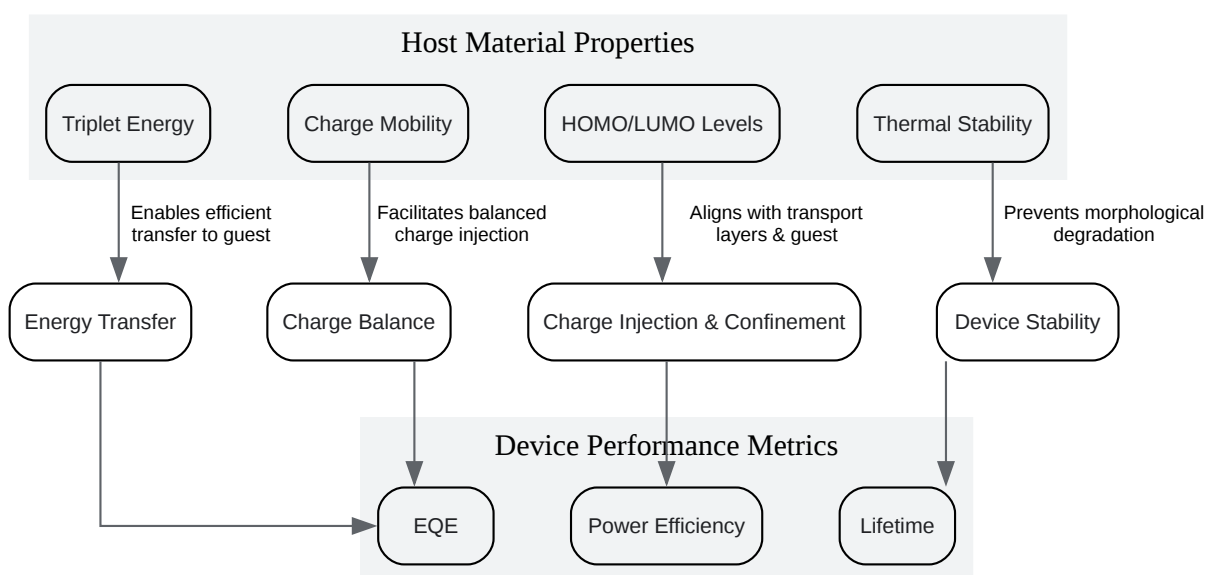 Host Material Properties
Triplet Energy
Charge Mobility
HOMO/LUMO Levels
Thermal Stability
Enables efficient
transfer to guest
Facilitates balanced
charge injection
Aligns with transport
layers & guest
Prevents morphological
degradation
Energy Transfer
Charge Balance
Charge Injection & Confinement
Device Stability
Device Performance Metrics
EQE
Power Efficiency
Lifetime